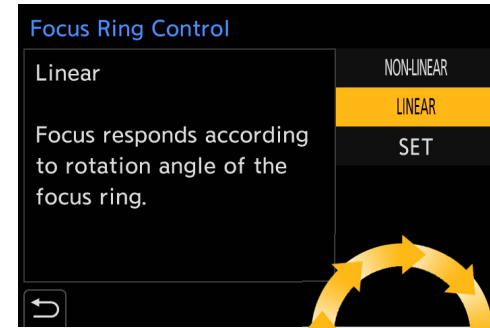 Focus Ring Control
Linear
Focus responds according
to rotation angle of the
focus ring.
NON-LINEAR
LINEAR
SET